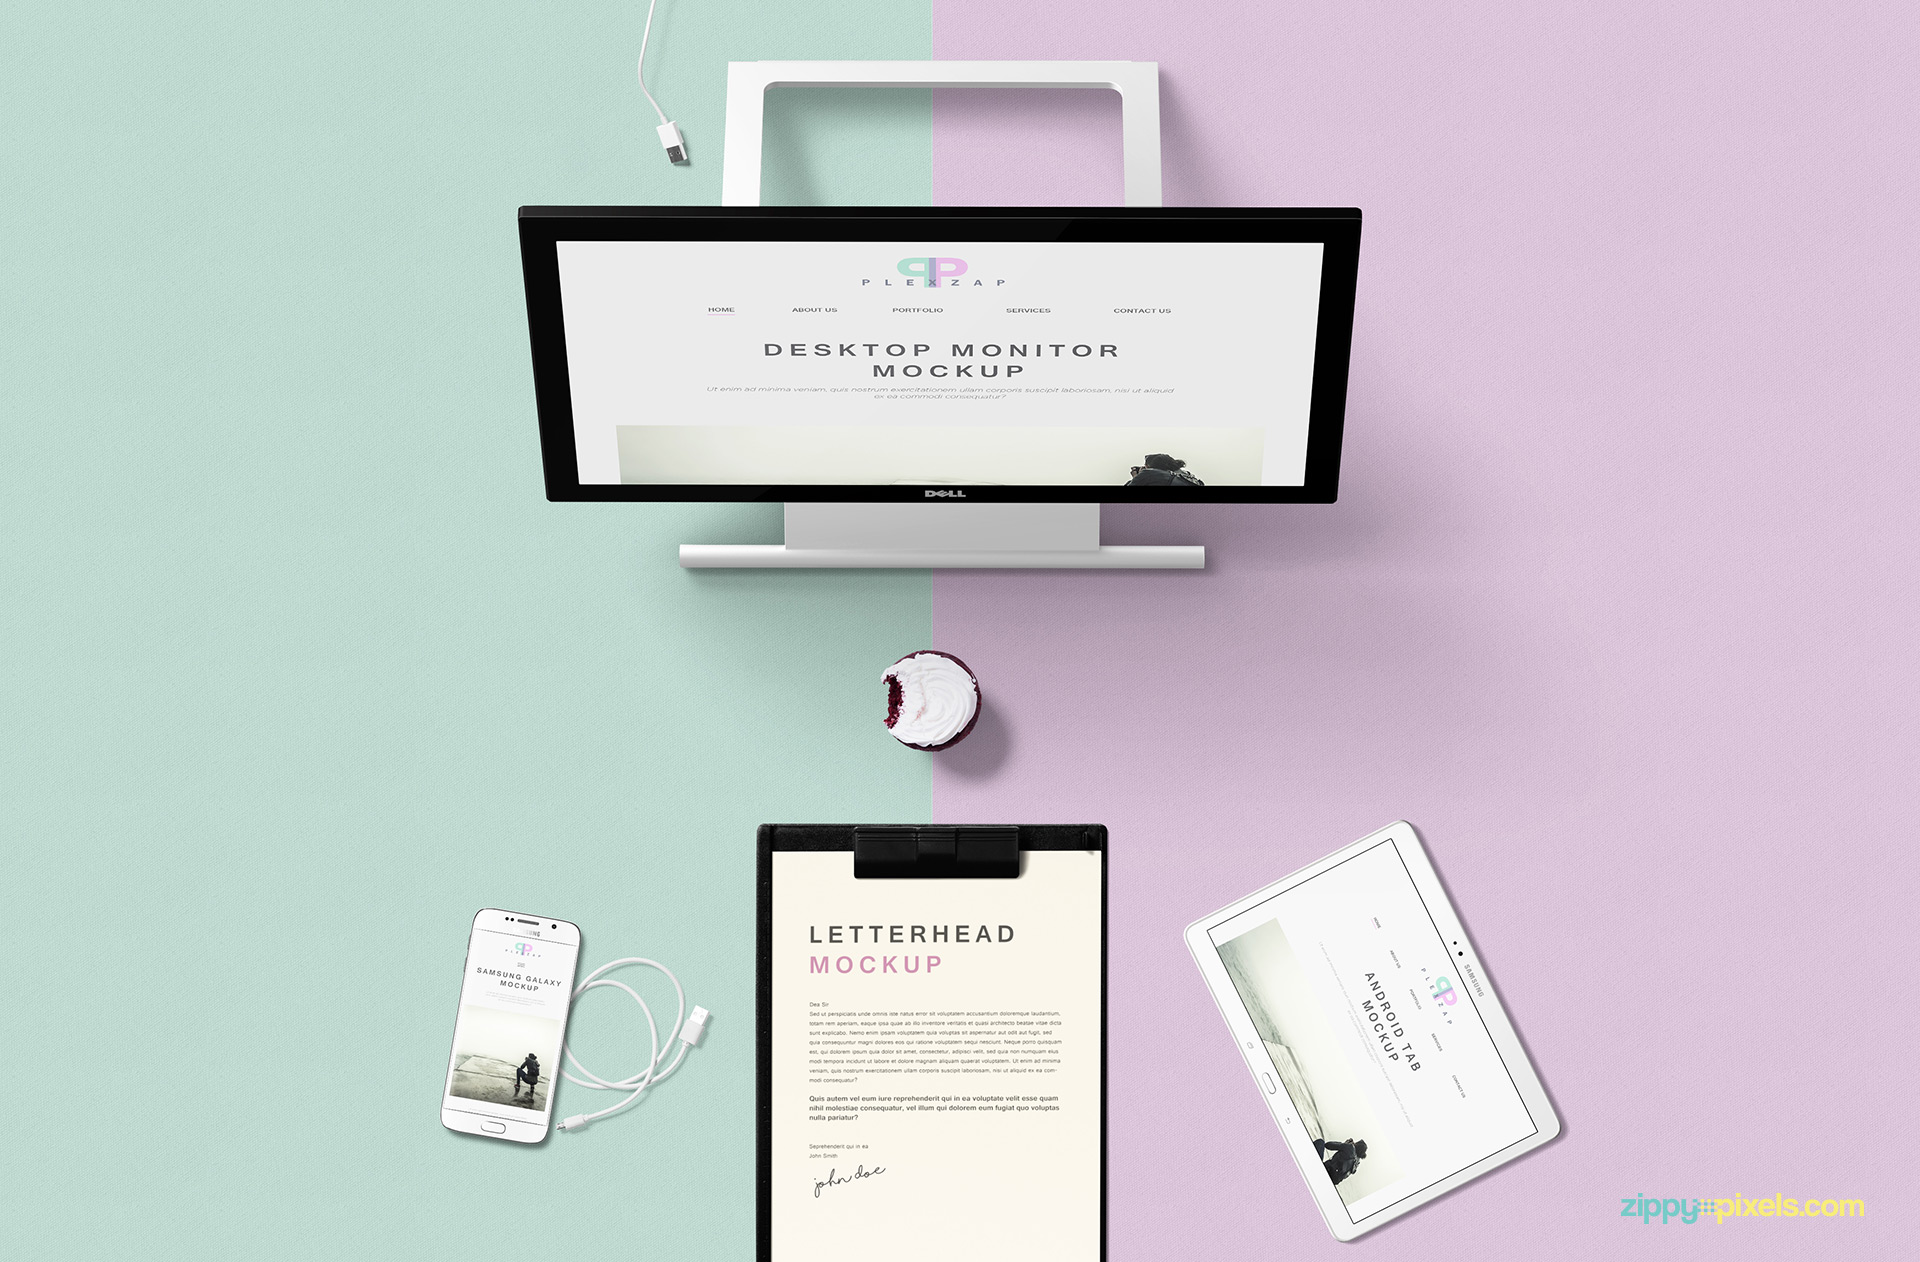 PLEXZAP
HOME ABOUT US PORTFOLIO SERVICES CONTACT US
DESKTOP MONITOR
MOCKUP
Ut enim ad minima veniam, quis nostrum exercitationem ullam corporis suscipit laboriosam, nisi ut aliquid
ex ea commodi consequatur?
DELL
SAMSUNG
PLEXZAP
SAMSUNG GALAXY
MOCKUP
LETTERHEAD
MOCKUP
Dea Sir
Sed ut perspiciatis unde omnis iste natus error sit voluptatem accusantium doloremque laudantium,
totam rem aperiam, eaque ipsa quae ab illo inventore veritatis et quasi architecto beatae vitae dicta
sunt explicabo. Nemo enim ipsam voluptatem quia voluptas sit aspernatur aut odit aut fugit, sed
quia consequuntur magni dolores eos qui ratione voluptatem sequi nesciunt. Neque porro quisquam
est, qui dolorem ipsum quia dolor sit amet, consectetur, adipisci velit, sed quia non numquam eius
modi tempora incidunt ut labore et dolore magnam aliquam quaerat voluptatem. Ut enim ad minima
veniam, quis nostrum exercitationem ullam corporis suscipit laboriosam, nisi ut aliquid ex ea com-
modi consequatur?
Quis autem vel eum iure reprehenderit qui in ea voluptate velit esse quam
nihil molestiae consequatur, vel illum qui dolorem eum fugiat quo voluptas
nulla pariatur?
Seprehenderit qui in ea
John Smith
john doe
SAMSUNG
PLEXZAP
HOME ABOUT US PORTFOLIO SERVICES CONTACT US
ANDROID TAB
MOCKUP
zippypixels.com